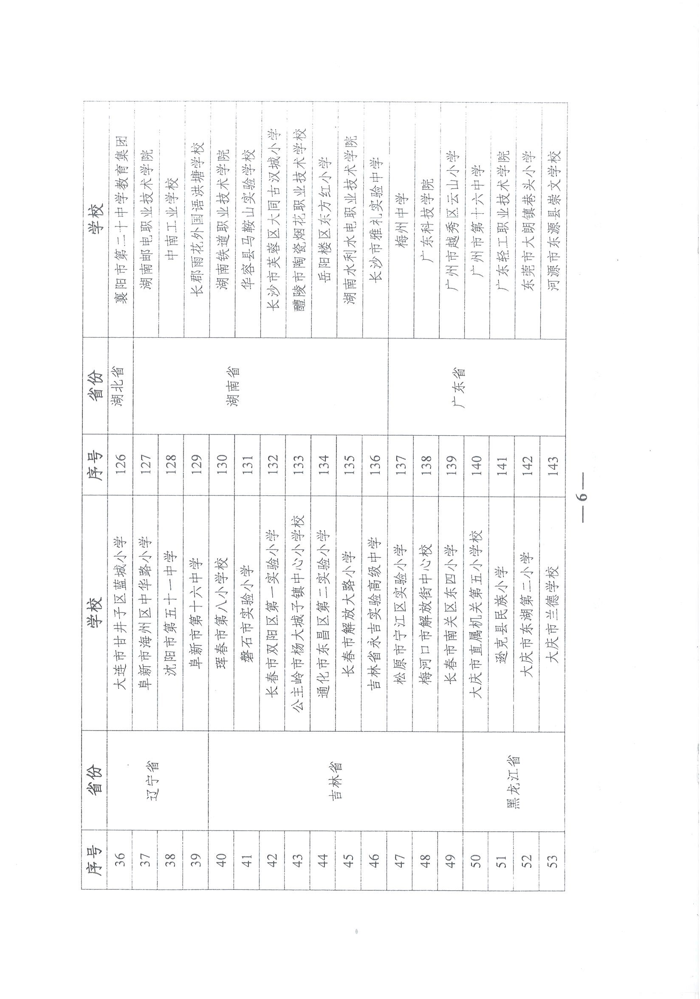 序号 省份 学校 序号 省份 学校
36 辽宁省 大连市甘井子区蓝城小学 126 湖北省 襄阳市第二十中学教育集团
37 阜新市海州区中华路小学 127 湖南省 湖南邮电职业技术学院
38 沈阳市第五十一中学 128 中南工业学校
39 阜新市第十六中学 129 长郡雨花外国语洪塘学校
40 吉林省 珲春市第八小学校 130 湖南铁道职业技术学院
41 磐石市实验小学 131 华容县马鞍山实验学校
42 长春市双阳区第一实验小学 132 长沙市芙蓉区大同古汉城小学
43 公主岭市杨大城子镇中心小学校 133 醴陵市陶瓷烟花职业技术学校
44 通化市东昌区第二实验小学 134 岳阳楼区东方红小学
45 长春市解放大路小学 135 湖南水利水电职业技术学院
46 吉林省永吉实验高级中学 136 长沙市雅礼实验中学
47 松原市宁江区实验小学 137 广东省 梅州中学
48 梅河口市解放街中心校 138 广东科技学院
49 长春市南关区东四小学 139 广州市越秀区云山小学
50 黑龙江省 大庆市直属机关第五小学校 140 广州市第十六中学
51 逊克县民族小学 141 广东轻工职业技术学院
52 大庆市东湖第二小学 142 东莞市大朗镇巷头小学
53 大庆市兰德学校 143 河源市东源县崇文学校
—6—